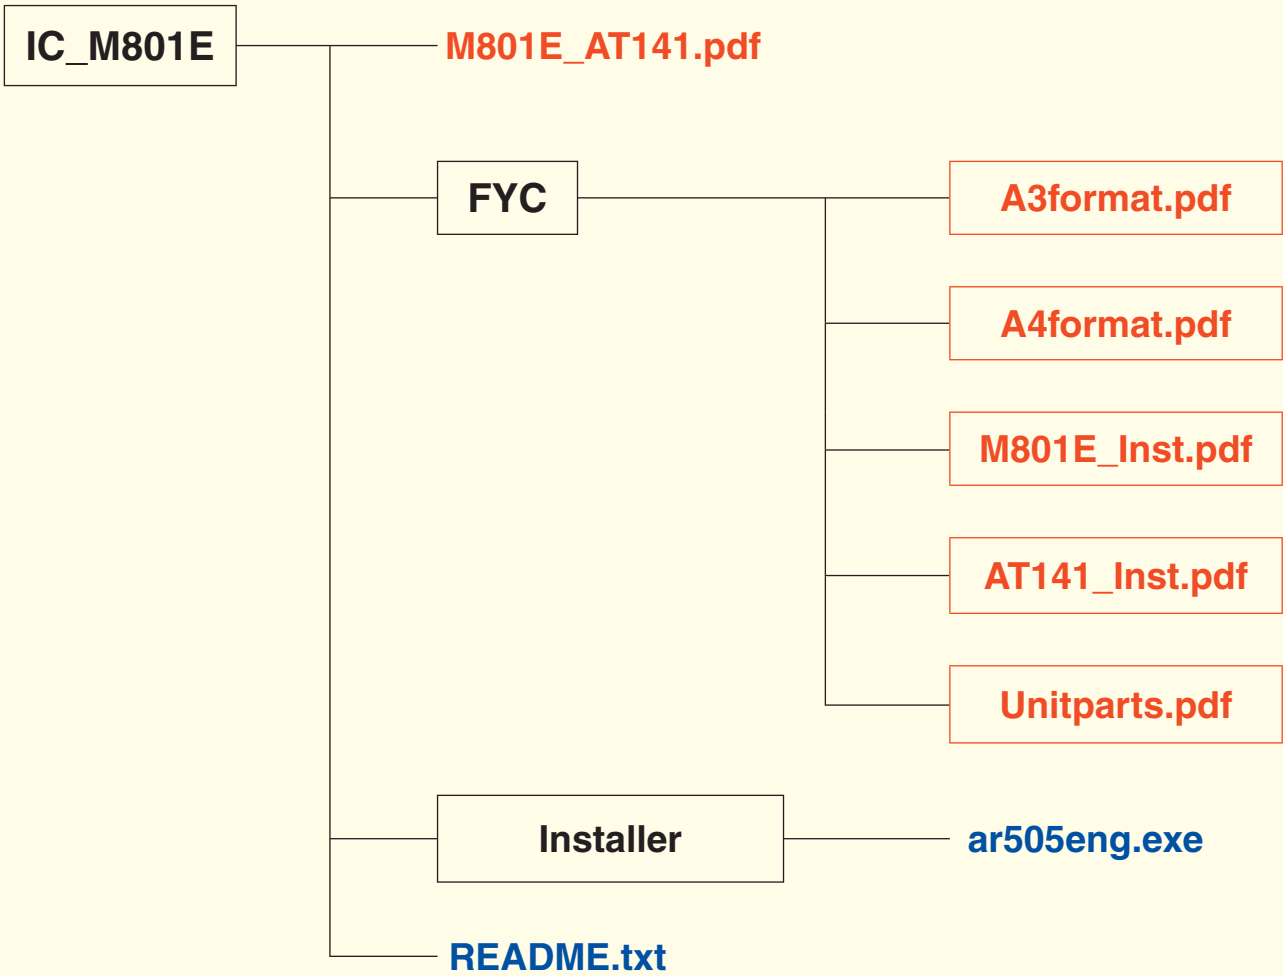 IC_M801E
M801E_AT141.pdf
FYC
A3format.pdf
A4format.pdf
M801E_Inst.pdf
AT141_Inst.pdf
Unitparts.pdf
Installer
ar505eng.exe
README.txt